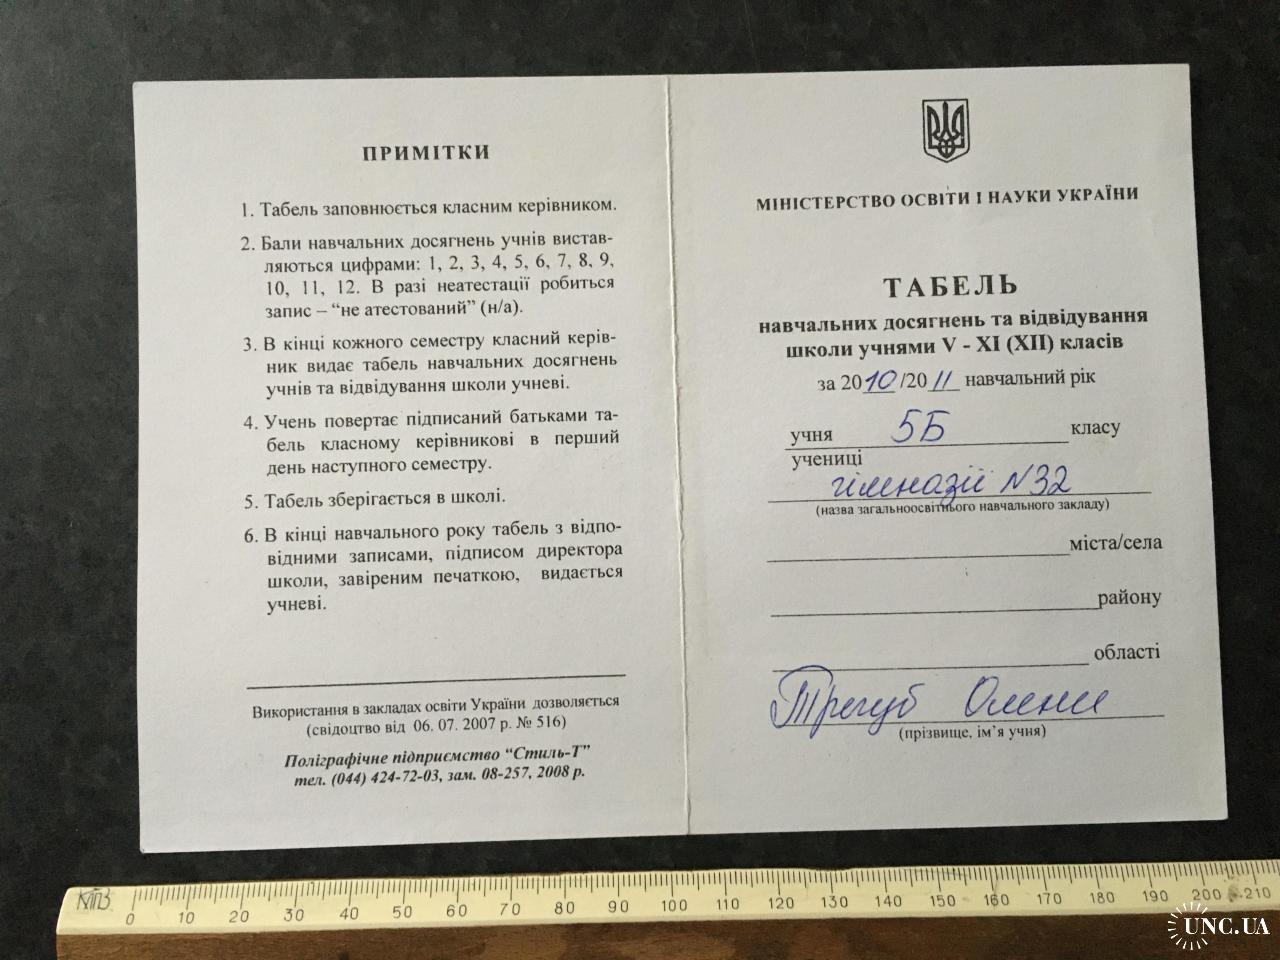 ПРИМІТКИ
1. Табель заповнюється класним керівником.
2. Бали навчальних досягнень учнів вистав-
ляються цифрами: 1, 2, 3, 4, 5, 6, 7, 8, 9,
10, 11, 12. В разі неатестації робиться
запис – “не атестований” (н/а).
3. В кінці кожного семестру класний керів-
ник видає табель навчальних досягнень
учнів та відвідування школи учневі.
4. Учень повертає підписаний батьками та-
бель класному керівникові в перший
день наступного семестру.
5. Табель зберігається в школі.
6. В кінці навчального року табель з відпо-
відними записами, підписом директора
школи, завіреним печаткою, видається
учневі.
Використання в закладах освіти України дозволяється
(свідоцтво від 06. 07. 2007 р. № 516)
Поліграфічне підприємство “Стиль-Т”
тел. (044) 424-72-03, зам. 08-257, 2008 р.
МІНІСТЕРСТВО ОСВІТИ І НАУКИ УКРАЇНИ
ТАБЕЛЬ
навчальних досягнень та відвідування
школи учнями V - XI (XII) класів
за 2010/2011 навчальний рік
учня 5Б класу
учениці
гімназії №32
(назва загальноосвітнього навчального закладу)
міста/села
району
області
Трегуб Олени
(прізвище, ім’я учня)
0 10 20 30 40 50 60 70 80 90 100 110 120 130 140 150 160 170 180 190 200 210
UNC.UA